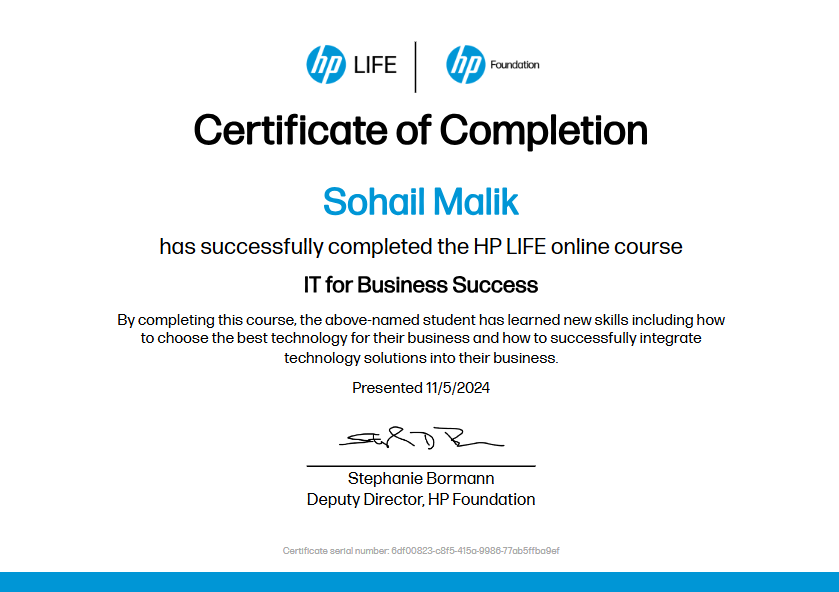 hp LIFE | hp Foundation
Certificate of Completion
Sohail Malik
has successfully completed the HP LIFE online course
IT for Business Success
By completing this course, the above-named student has learned new skills including how
to choose the best technology for their business and how to successfully integrate
technology solutions into their business.
Presented 11/5/2024
Stephanie Bormann
Deputy Director, HP Foundation
Certificate serial number: 6df00823-c8f5-415a-9986-77ab5ffba9ef